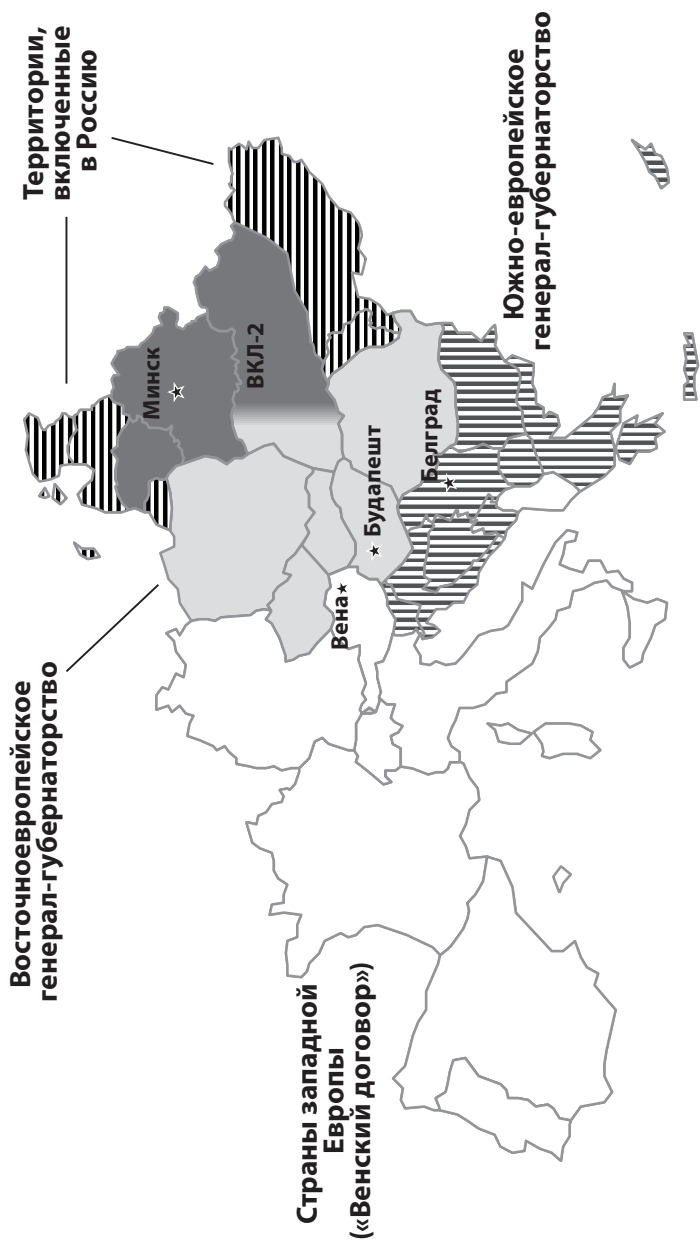 Территории,
включенные
в Россию
Восточноевропейское
генерал-губернаторство
Минск
ВКЛ-2
Южно-европейское
генерал-губернаторство
Будапешт
Белград
Вена
Страны западной
Европы
(«Венский договор»)